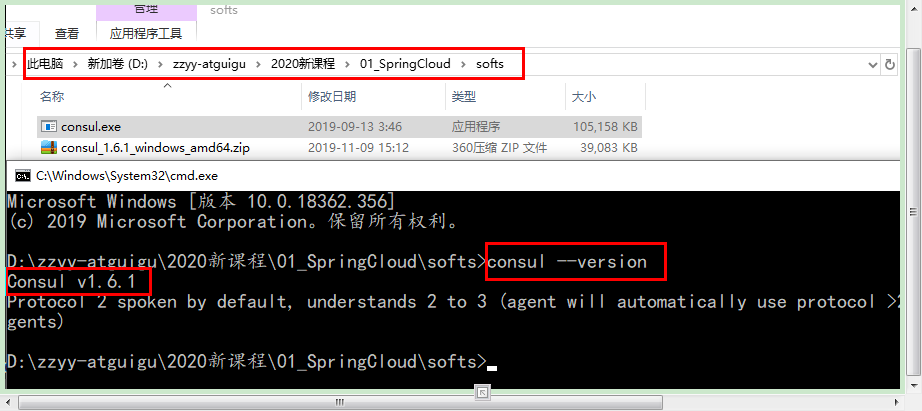 管理
softs
共享
查看
应用程序工具
此电脑 > 新加卷 (D:) > zzyy-atguigu > 2020新课程 > 01_SpringCloud > softs
名称 修改日期 类型 大小
consul.exe 2019-09-13 3:46 应用程序 105,158 KB
consul_1.6.1_windows_amd64.zip 2019-11-09 15:12 360压缩 ZIP 文件 39,083 KB
C:\Windows\System32\cmd.exe
Microsoft Windows [版本 10.0.18362.356]
(c) 2019 Microsoft Corporation。保留所有权利。
D:\zzyy-atguigu\2020新课程\01_SpringCloud\softs>consul --version
Consul v1.6.1
Protocol 2 spoken by default, understands 2 to 3 (agent will automatically use protocol >2
gents)
D:\zzyy-atguigu\2020新课程\01_SpringCloud\softs>